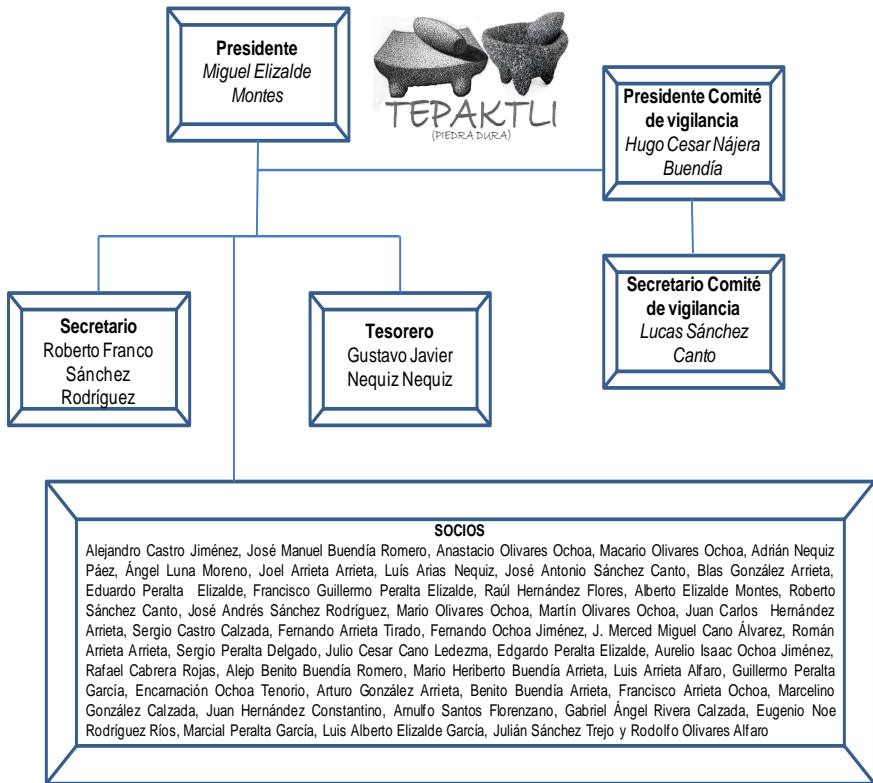 Presidente
Miguel Elizalde
Montes
TEPAKTLI
(PIEDRA DURA)
Presidente Comité
de vigilancia
Hugo Cesar Nájera
Buendía
Secretario Comité
de vigilancia
Lucas Sánchez
Canto
Secretario
Roberto Franco
Sánchez
Rodríguez
Tesorero
Gustavo Javier
Nequiz Nequiz
SOCIOS
Alejandro Castro Jiménez, José Manuel Buendía Romero, Anastacio Olivares Ochoa, Macario Olivares Ochoa, Adrián Nequiz
Páez, Ángel Luna Moreno, Joel Arrieta Arrieta, Luís Arias Nequiz, José Antonio Sánchez Canto, Blas González Arrieta,
Eduardo Peralta Elizalde, Francisco Guillermo Peralta Elizalde, Raúl Hernández Flores, Alberto Elizalde Montes, Roberto
Sánchez Canto, José Andrés Sánchez Rodríguez, Mario Olivares Ochoa, Martín Olivares Ochoa, Juan Carlos Hernández
Arrieta, Sergio Castro Calzada, Fernando Arrieta Tirado, Fernando Ochoa Jiménez, J. Merced Miguel Cano Álvarez, Román
Arrieta Arrieta, Sergio Peralta Delgado, Julio Cesar Cano Ledezma, Edgardo Peralta Elizalde, Aurelio Isaac Ochoa Jiménez,
Rafael Cabrera Rojas, Alejo Benito Buendía Romero, Mario Heriberto Buendía Arrieta, Luis Arrieta Alfaro, Guillermo Peralta
García, Encarnación Ochoa Tenorio, Arturo González Arrieta, Benito Buendía Arrieta, Francisco Arrieta Ochoa, Marcelino
González Calzada, Juan Hernández Constantino, Arnulfo Santos Florenzano, Gabriel Ángel Rivera Calzada, Eugenio Noe
Rodríguez Ríos, Marcial Peralta García, Luis Alberto Elizalde García, Julián Sánchez Trejo y Rodolfo Olivares Alfaro